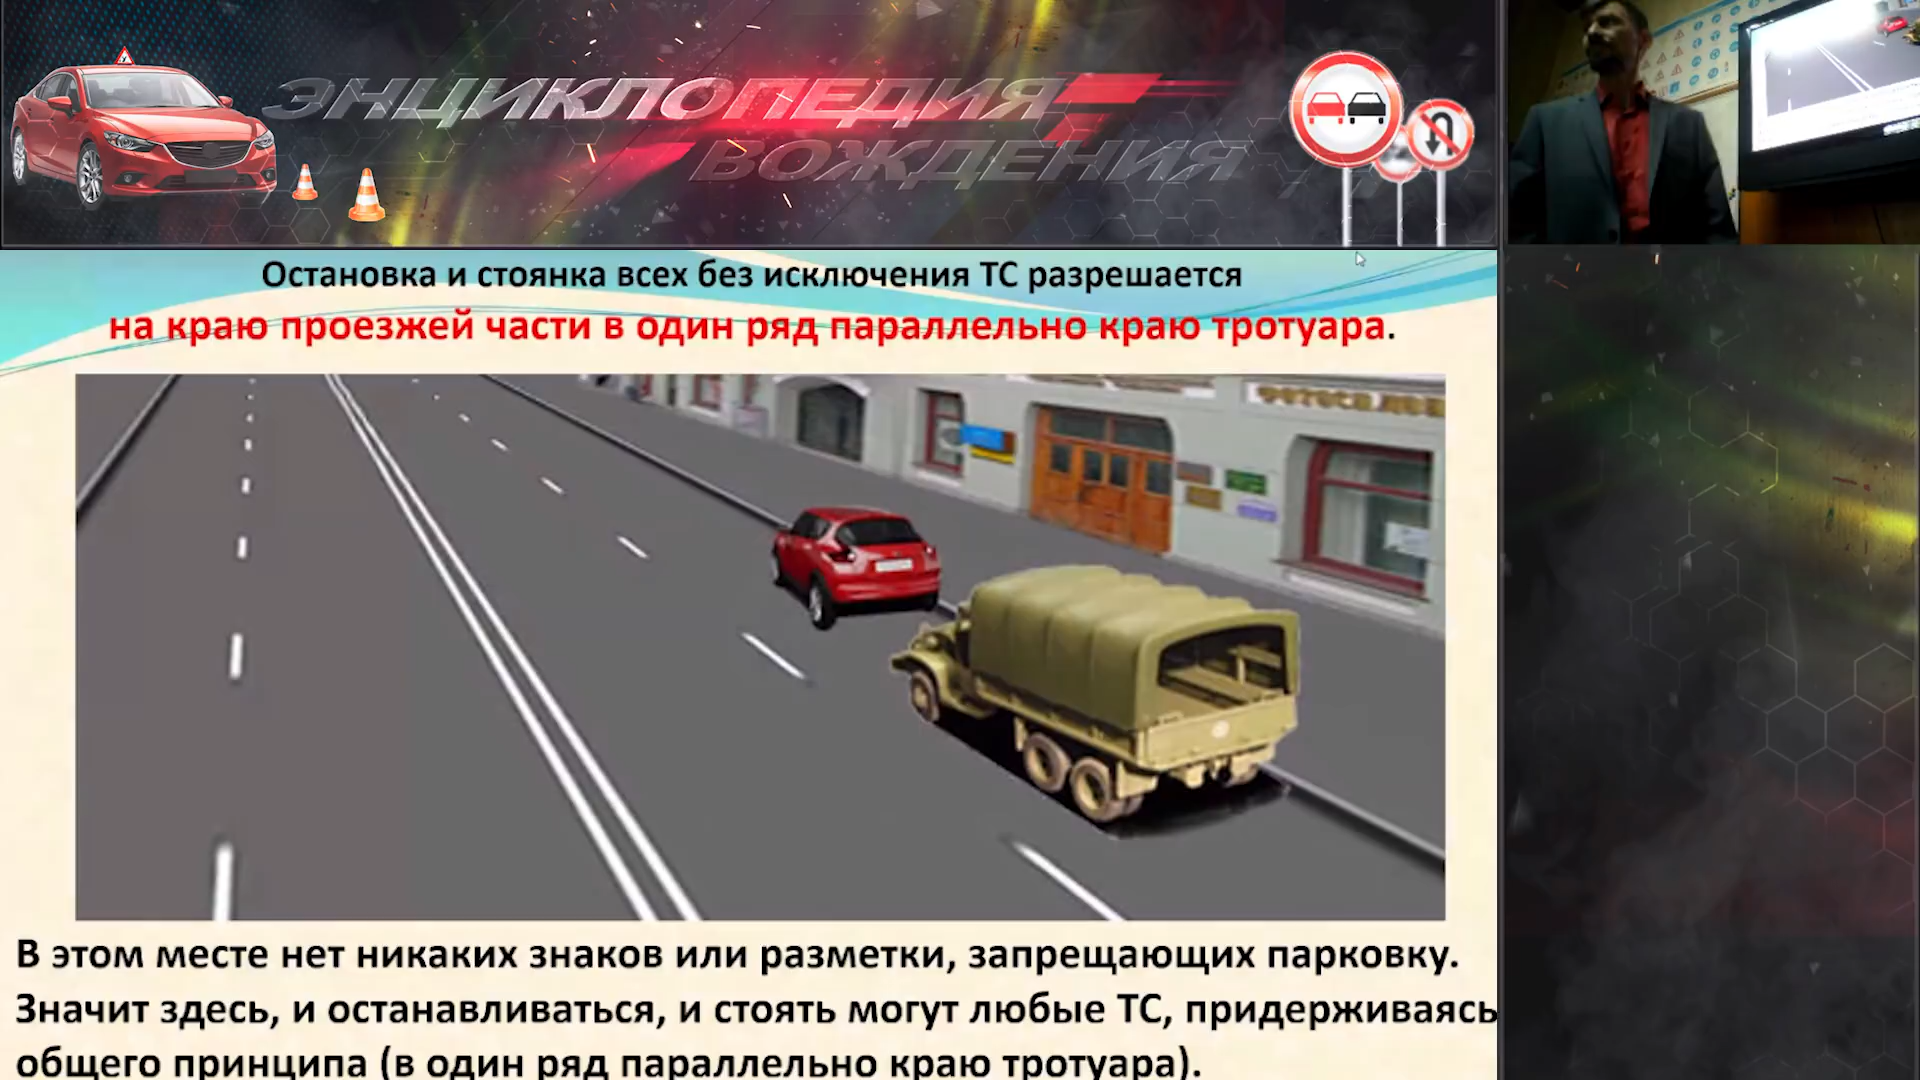 ЭНЦИКЛОПЕДИЯ
ВОЖДЕНИЯ
Остановка и стоянка всех без исключения ТС разрешается
на краю проезжей части в один ряд параллельно краю тротуара.
В этом месте нет никаких знаков или разметки, запрещающих парковку.
Значит здесь, и останавливаться, и стоять могут любые ТС, придерживаясь
общего принципа (в один ряд параллельно краю тротуара).